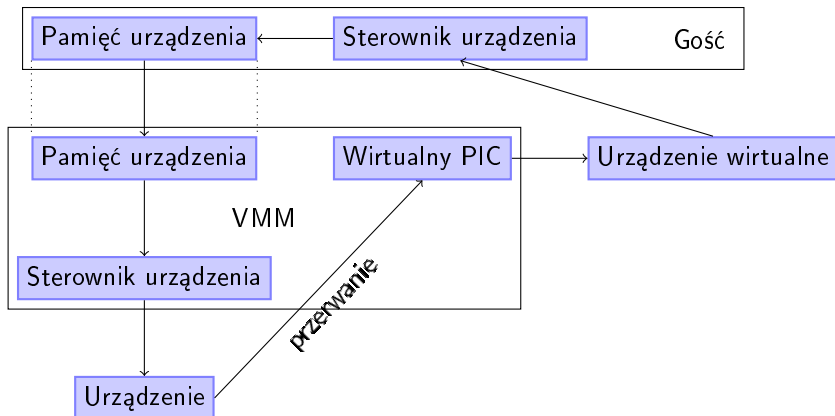 Pamięć urządzenia
Sterownik urządzenia
Gość
Pamięć urządzenia
Wirtualny PIC
Urządzenie wirtualne
VMM
Sterownik urządzenia
przerwanie
Urządzenie